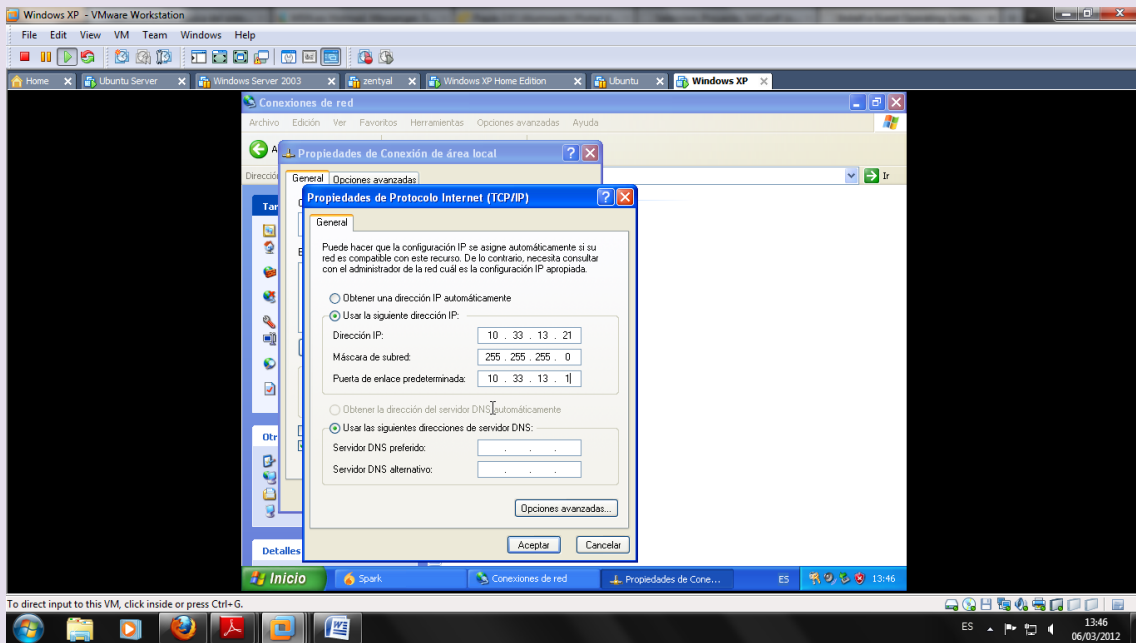 Windows XP - VMware Workstation
File Edit View VM Team Windows Help
Home Ubuntu Server Windows Server 2003 zentyal Windows XP Home Edition Ubuntu Windows XP
Conexiones de red
Archivo Edición Ver Favoritos Herramientas Opciones avanzadas Ayuda
A
Propiedades de Conexión de área local
Direcció
Ir
General Opciones avanzadas
Propiedades de Protocolo Internet (TCP/IP)
Tar
General
Puede hacer que la configuración IP se asigne automáticamente si su
red es compatible con este recurso. De lo contrario, necesita consultar
con el administrador de la red cuál es la configuración IP apropiada.
Obtener una dirección IP automáticamente
Usar la siguiente dirección IP:
Dirección IP: 10 . 33 . 13 . 21
Máscara de subred: 255 . 255 . 255 . 0
Puerta de enlace predeterminada: 10 . 33 . 13 . 1
Obtener la dirección del servidor DNS automáticamente
Usar las siguientes direcciones de servidor DNS:
Otr
Servidor DNS preferido: . . .
Servidor DNS alternativo: . . .
Opciones avanzadas...
Aceptar Cancelar
Detalles
Inicio Spark Conexiones de red Propiedades de Cone... ES 13:46
To direct input to this VM, click inside or press Ctrl+G.
ES 13:46
06/03/2012